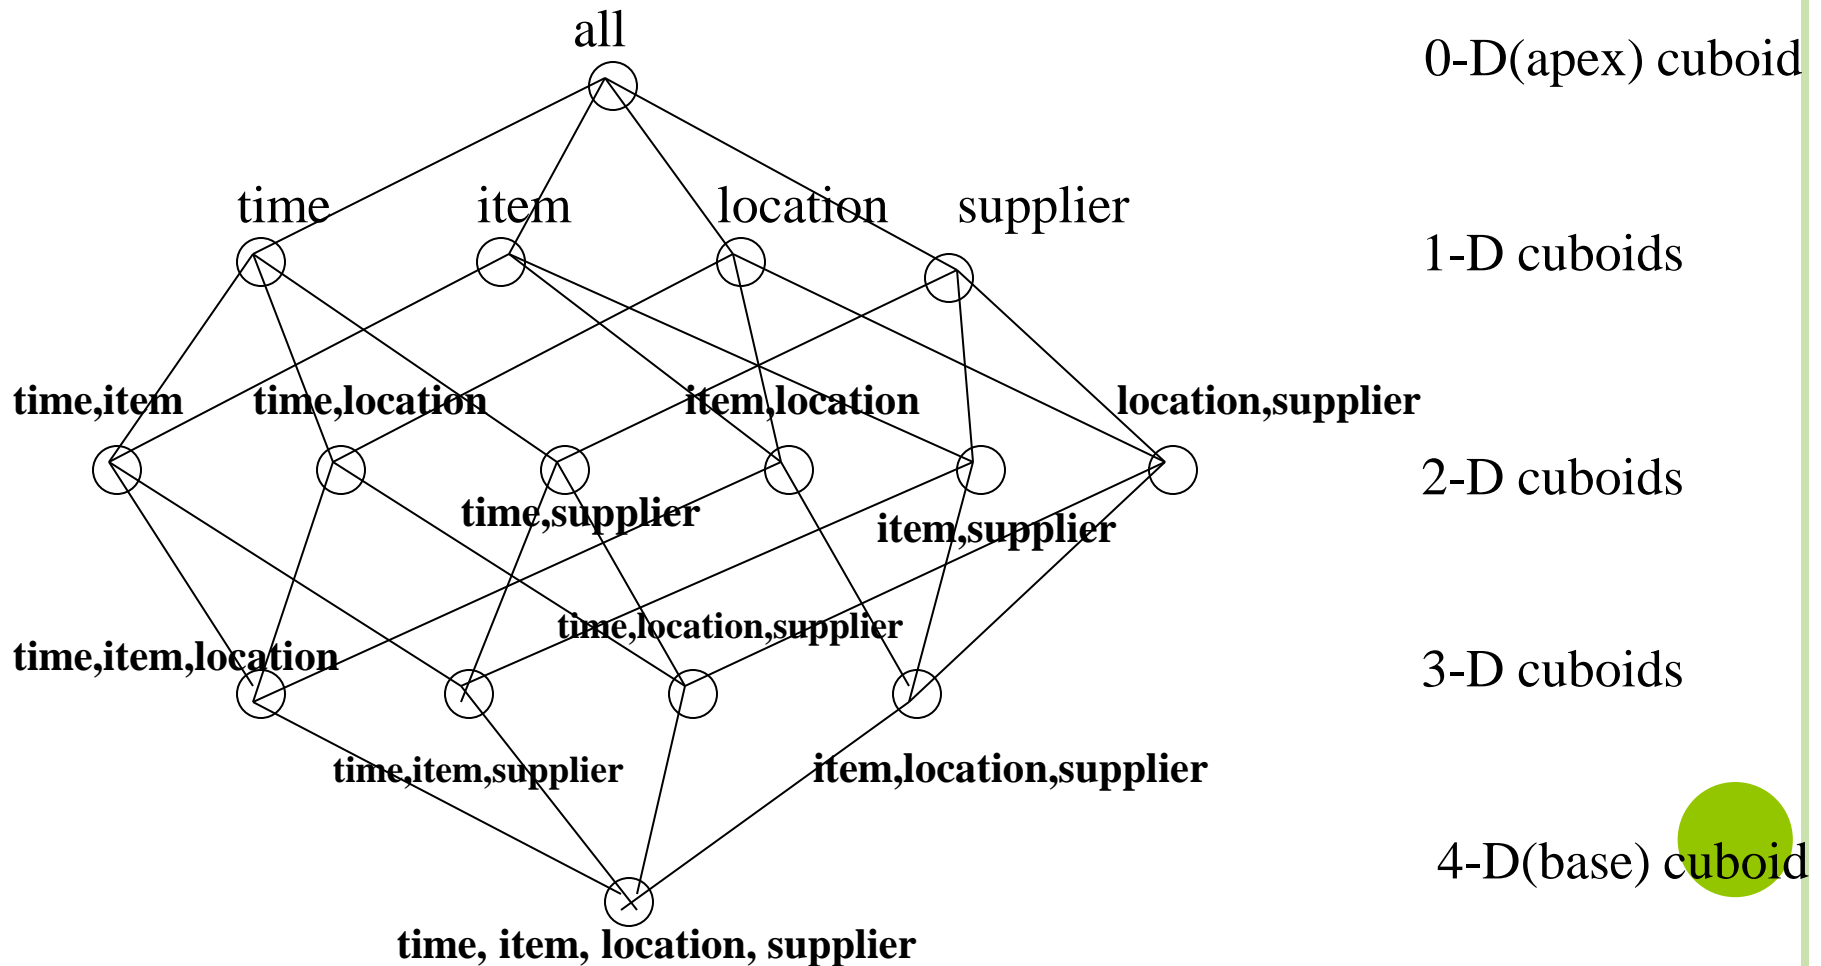 all
0-D(apex) cuboid
time item location supplier
1-D cuboids
time,item time,location item,location location,supplier
2-D cuboids
time,supplier item,supplier
time,location,supplier
time,item,location
3-D cuboids
time,item,supplier item,location,supplier
4-D(base) cuboid
time, item, location, supplier